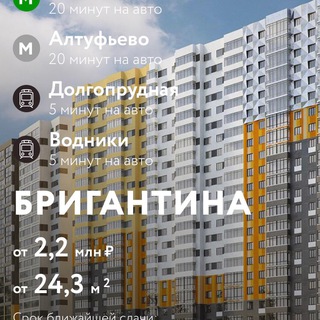 М
20 минут на авто
М
Алтуфьево
20 минут на авто
Долгопрудная
5 минут на авто
Водники
5 минут на авто
БРИГАНТИНА
от 2,2 млн ₽
от 24,3 м²
Срок ближайшей сдачи